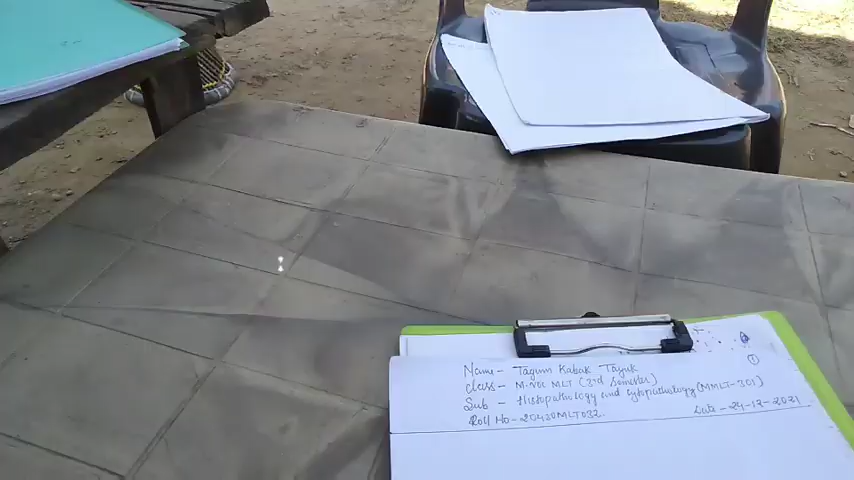 ①
Name- Tagum Kabak Tayuk
Class- M.VOC MLT (3rd Semester)
Sub - Histopathology and cytopathology (MMLT-301)
Roll No-20420MLT032. Date-24-12-2021